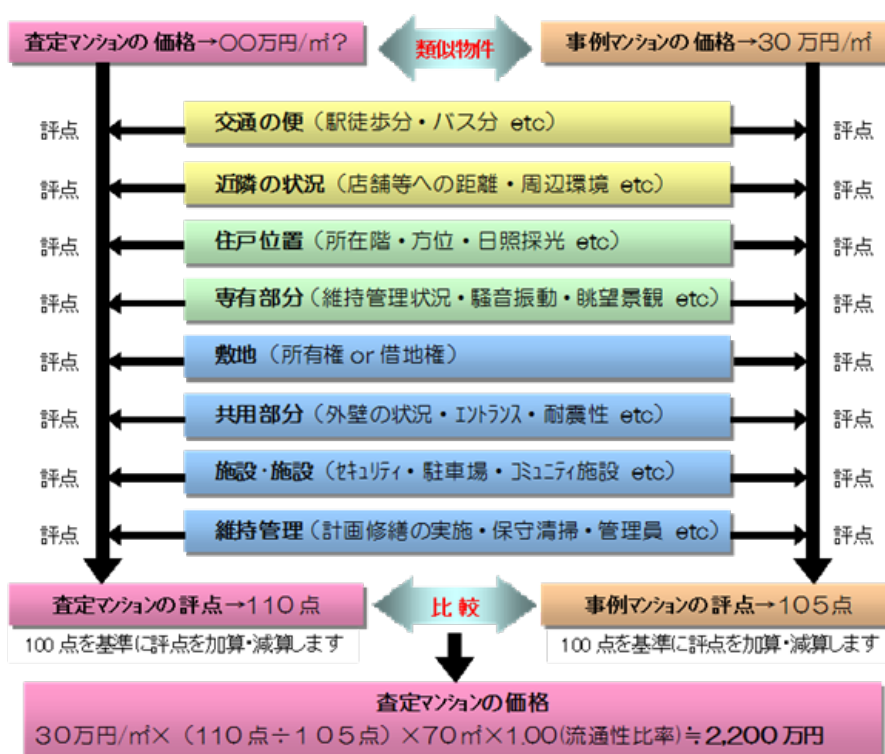 査定マンションの価格→〇〇万円/㎡?
類似物件
事例マンションの価格→30万円/㎡
評点
交通の便(駅徒歩分・バス分 etc)
評点
評点
近隣の状況(店舗等への距離・周辺環境 etc)
評点
評点
住戸位置(所在階・方位・日照採光 etc)
評点
評点
専有部分(維持管理状況・騒音振動・眺望景観 etc)
評点
評点
敷地(所有権 or 借地権)
評点
評点
共用部分(外壁の状況・エントランス・耐震性 etc)
評点
評点
施設・施設(セキュリティ・駐車場・コミュニティ施設 etc)
評点
評点
維持管理(計画修繕の実施・保守清掃・管理員 etc)
評点
査定マンションの評点→110点
比較
事例マンションの評点→105点
100点を基準に評点を加算・減算します
100点を基準に評点を加算・減算します
査定マンションの価格
30万円/㎡×(110点÷105点)×70㎡×1.00(流通性比率)≒2,200万円